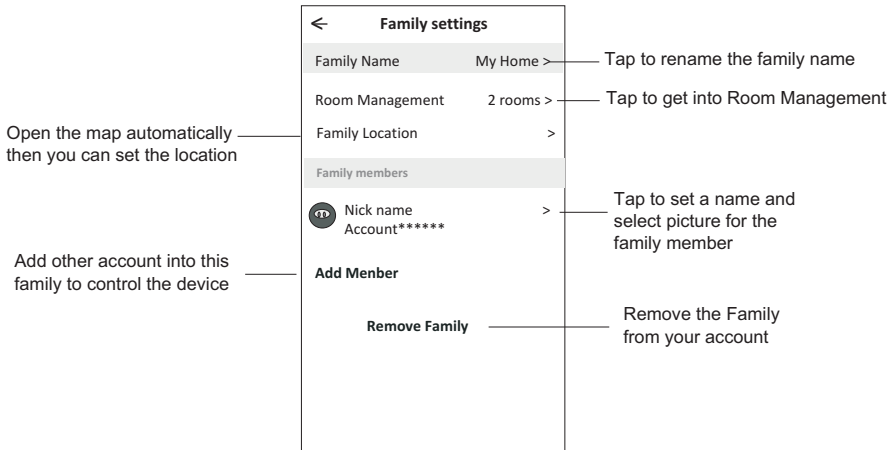 ← Family settings
Family Name My Home >
Tap to rename the family name
Room Management 2 rooms >
Tap to get into Room Management
Open the map automatically
then you can set the location
Family Location >
Family members
Nick name >
Account******
Tap to set a name and
select picture for the
family member
Add other account into this
family to control the device
Add Menber
Remove Family
Remove the Family
from your account